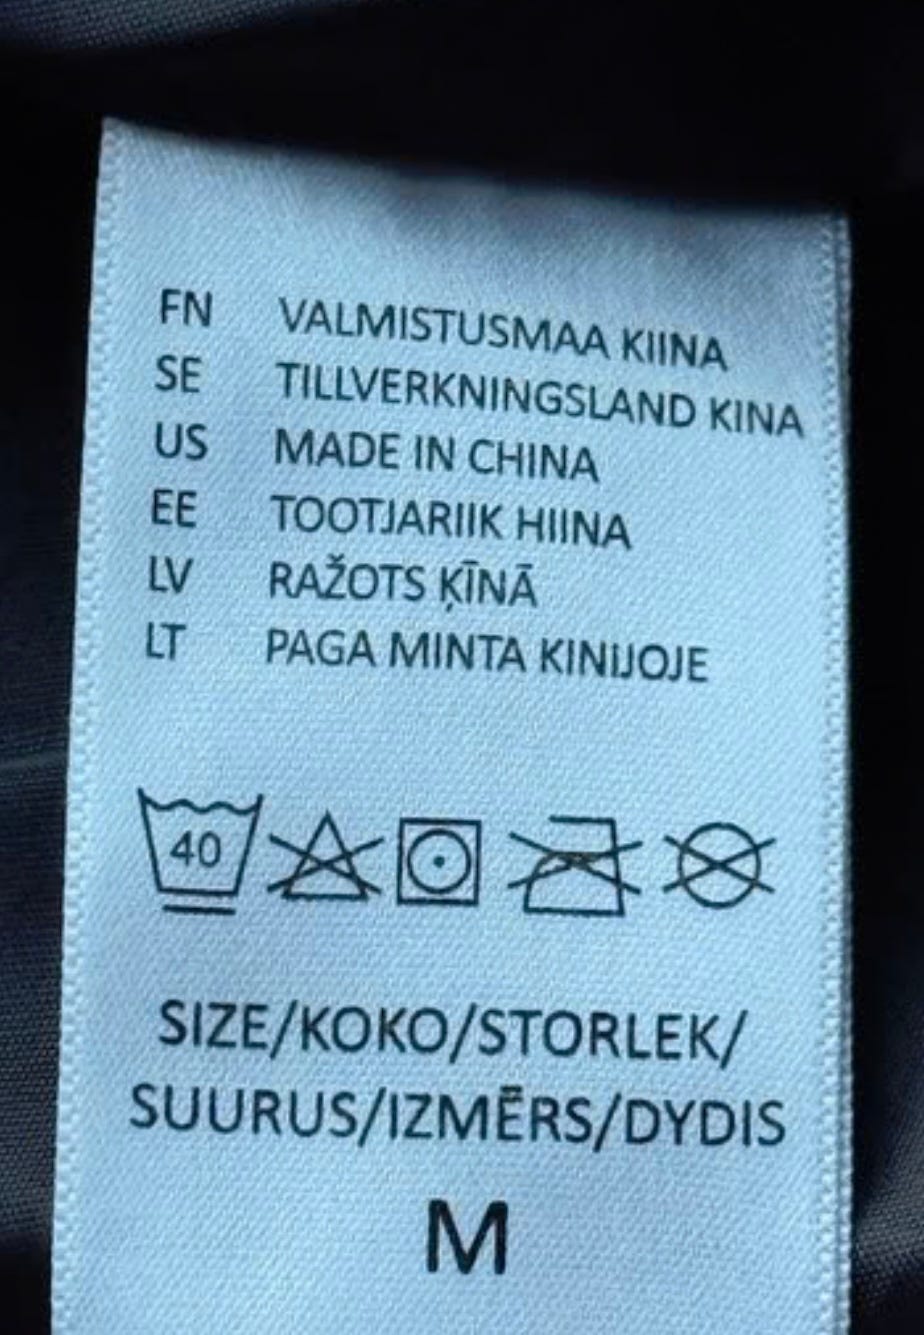 FN VALMISTUSMAA KIINA
SE TILLVERKNINGSLAND KINA
US MADE IN CHINA
EE TOOTJARIIK HIINA
LV RAŽOTS ĶĪNĀ
LT PAGA MINTA KINIJOJE
40
SIZE/KOKO/STORLEK/
SUURUS/IZMĒRS/DYDIS
M